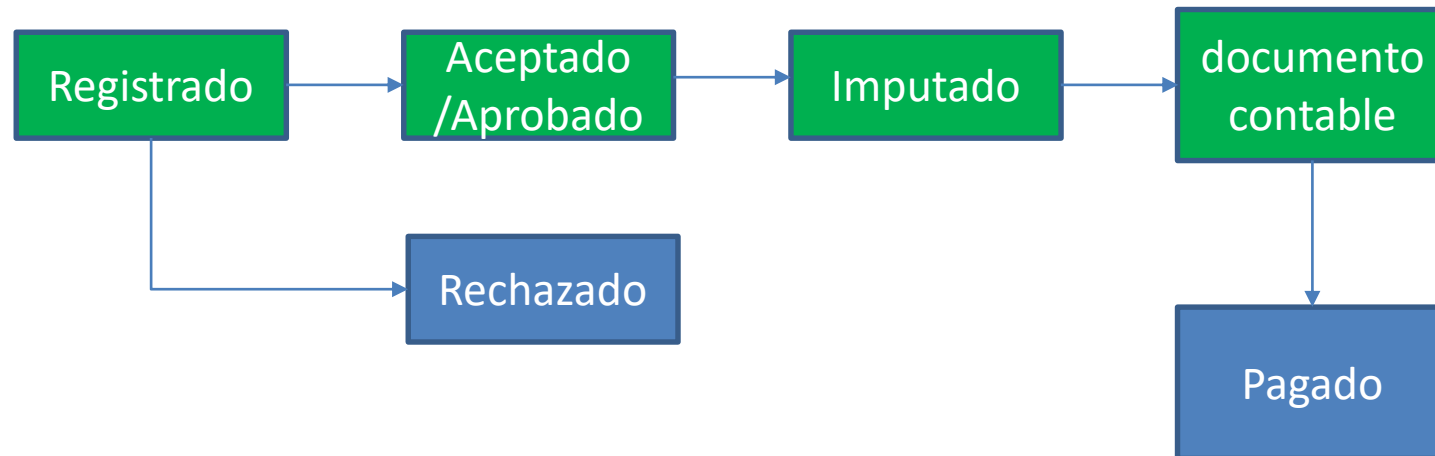 Registrado
Aceptado
/Aprobado
Imputado
documento
contable
Rechazado
Pagado